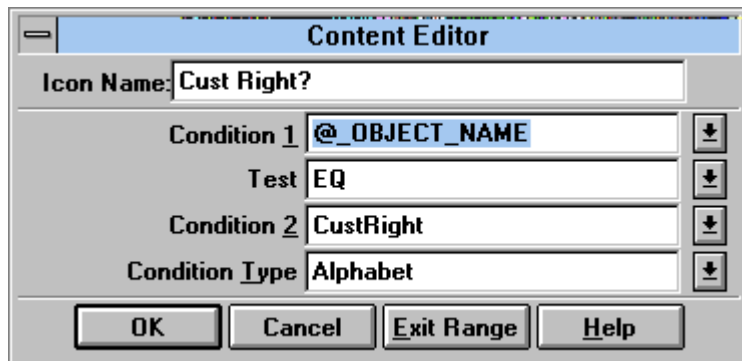 Content Editor
Icon Name: Cust Right?
Condition 1 @_OBJECT_NAME
Test EQ
Condition 2 CustRight
Condition Type Alphabet
OK Cancel Exit Range Help